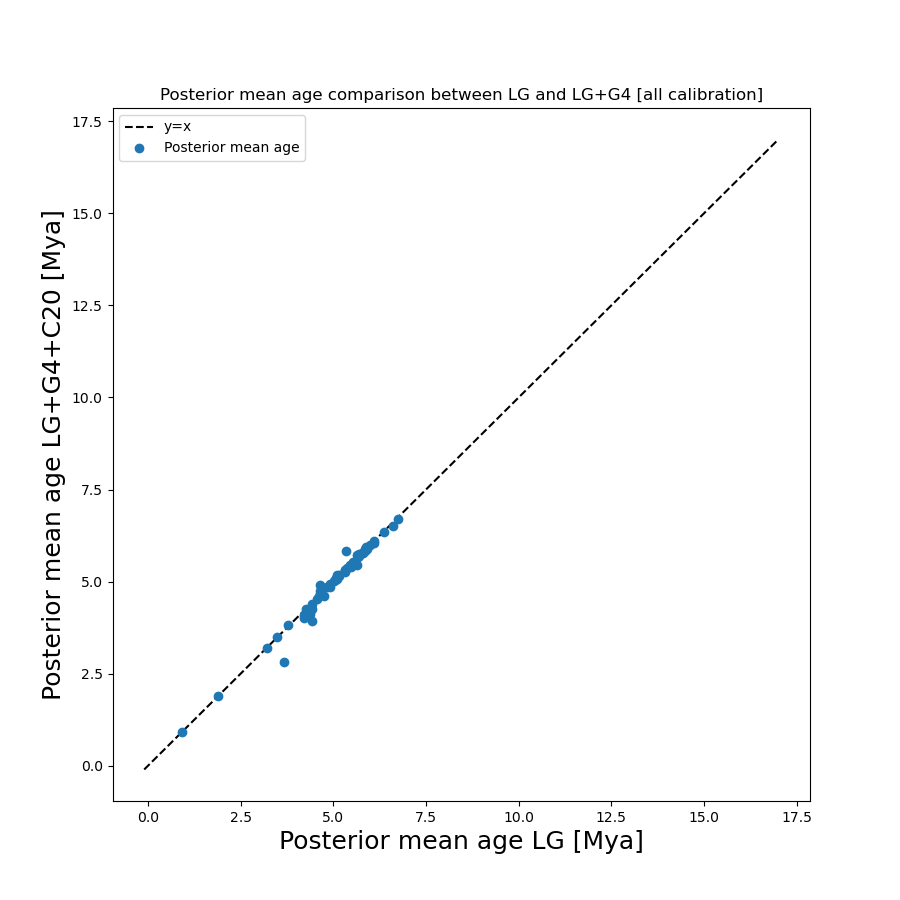 Posterior mean age comparison between LG and LG+G4 [all calibration]
y=x
Posterior mean age
17.5
15.0
12.5
10.0
7.5
5.0
2.5
0.0
Posterior mean age LG+G4+C20 [Mya]
0.0 2.5 5.0 7.5 10.0 12.5 15.0 17.5
Posterior mean age LG [Mya]